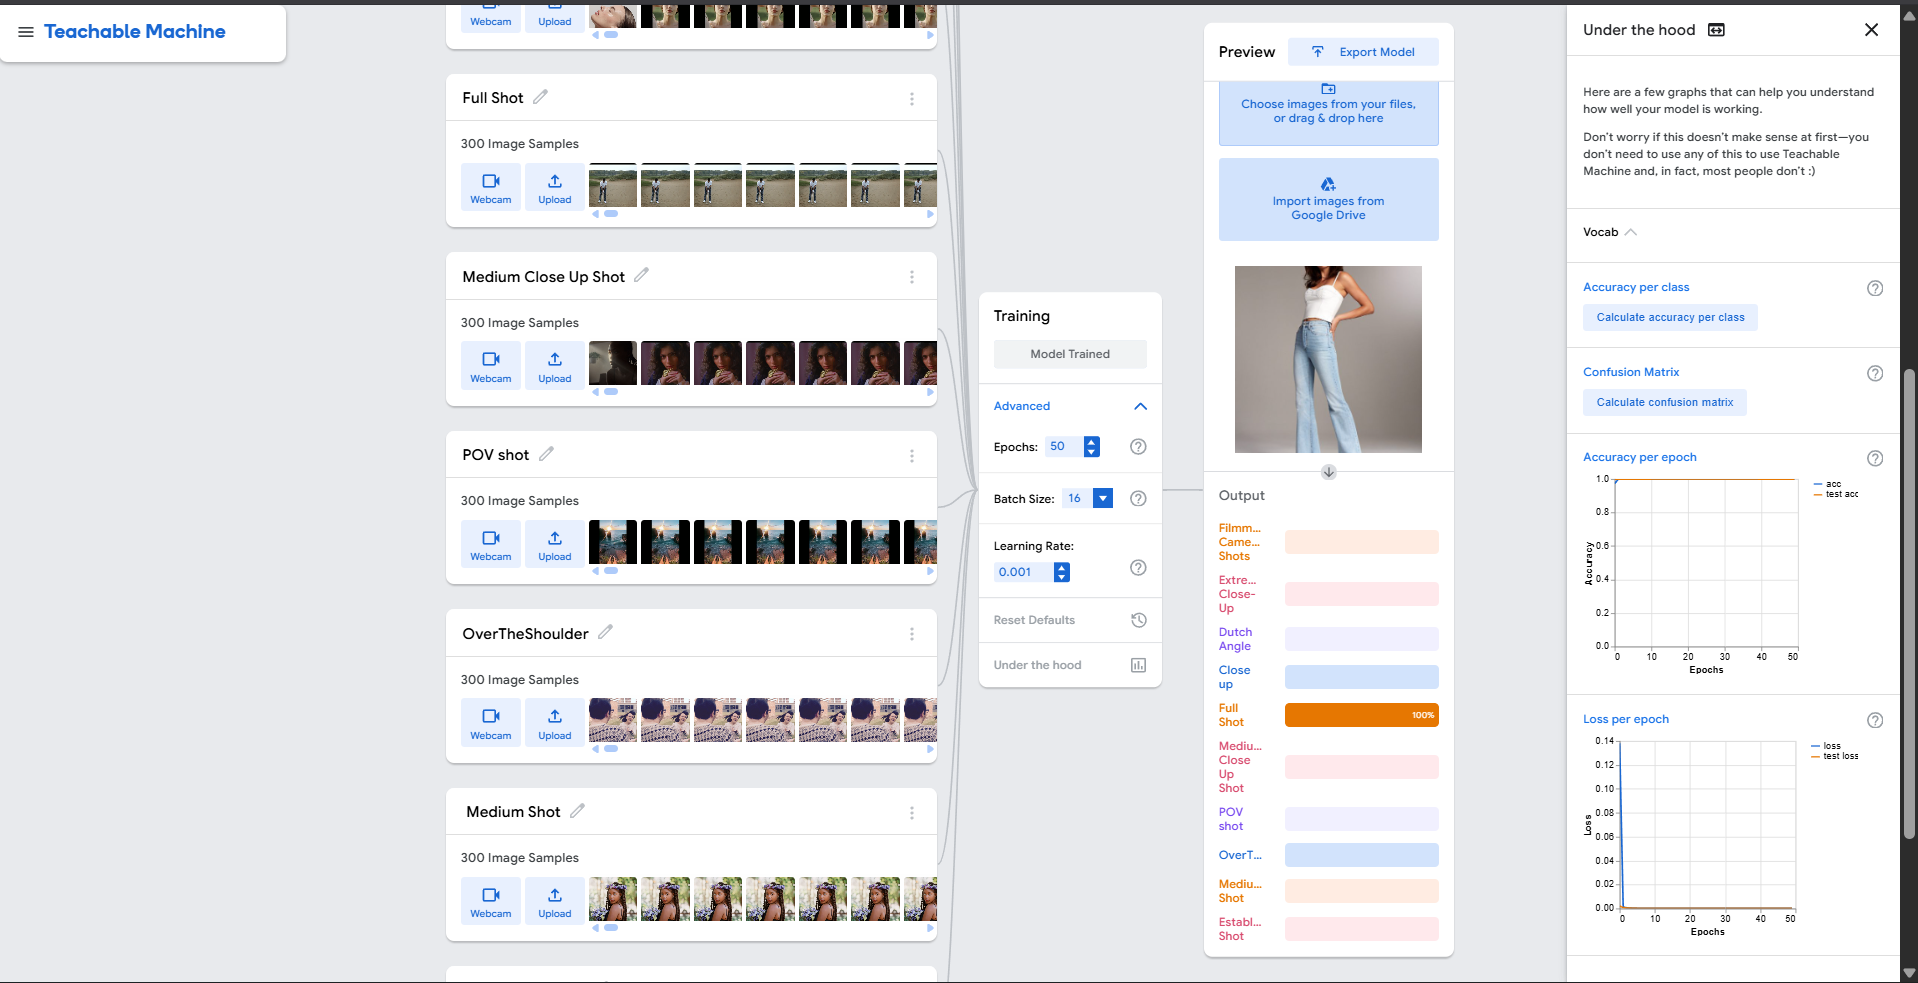 Teachable Machine
Webcam
Upload
Full Shot
300 Image Samples
Webcam
Upload
Medium Close Up Shot
300 Image Samples
Webcam
Upload
POV shot
300 Image Samples
Webcam
Upload
OverTheShoulder
300 Image Samples
Webcam
Upload
Medium Shot
300 Image Samples
Webcam
Upload
Training
Model Trained
Advanced
Epochs: 50
Batch Size: 16
Learning Rate:
0.001
Reset Defaults
Under the hood
Preview
Export Model
Choose images from your files,
or drag & drop here
Import images from
Google Drive
Output
Filmm...
Came...
Shots
Extre...
Close-
Up
Dutch
Angle
Close
up
Full
Shot
100%
Mediu...
Close
Up
Shot
POV
shot
OverT...
Mediu...
Shot
Establ...
Shot
Under the hood
Here are a few graphs that can help you understand
how well your model is working.
Don't worry if this doesn't make sense at first—you
don't need to use any of this to use Teachable
Machine and, in fact, most people don't :)
Vocab
Accuracy per class
Calculate accuracy per class
Confusion Matrix
Calculate confusion matrix
Accuracy per epoch
1.0
0.8
0.6
0.4
0.2
0.0
Accuracy
0 10 20 30 40 50
Epochs
acc
test acc
Loss per epoch
0.14
0.12
0.10
0.08
0.06
0.04
0.02
0.00
Loss
0 10 20 30 40 50
Epochs
loss
test loss